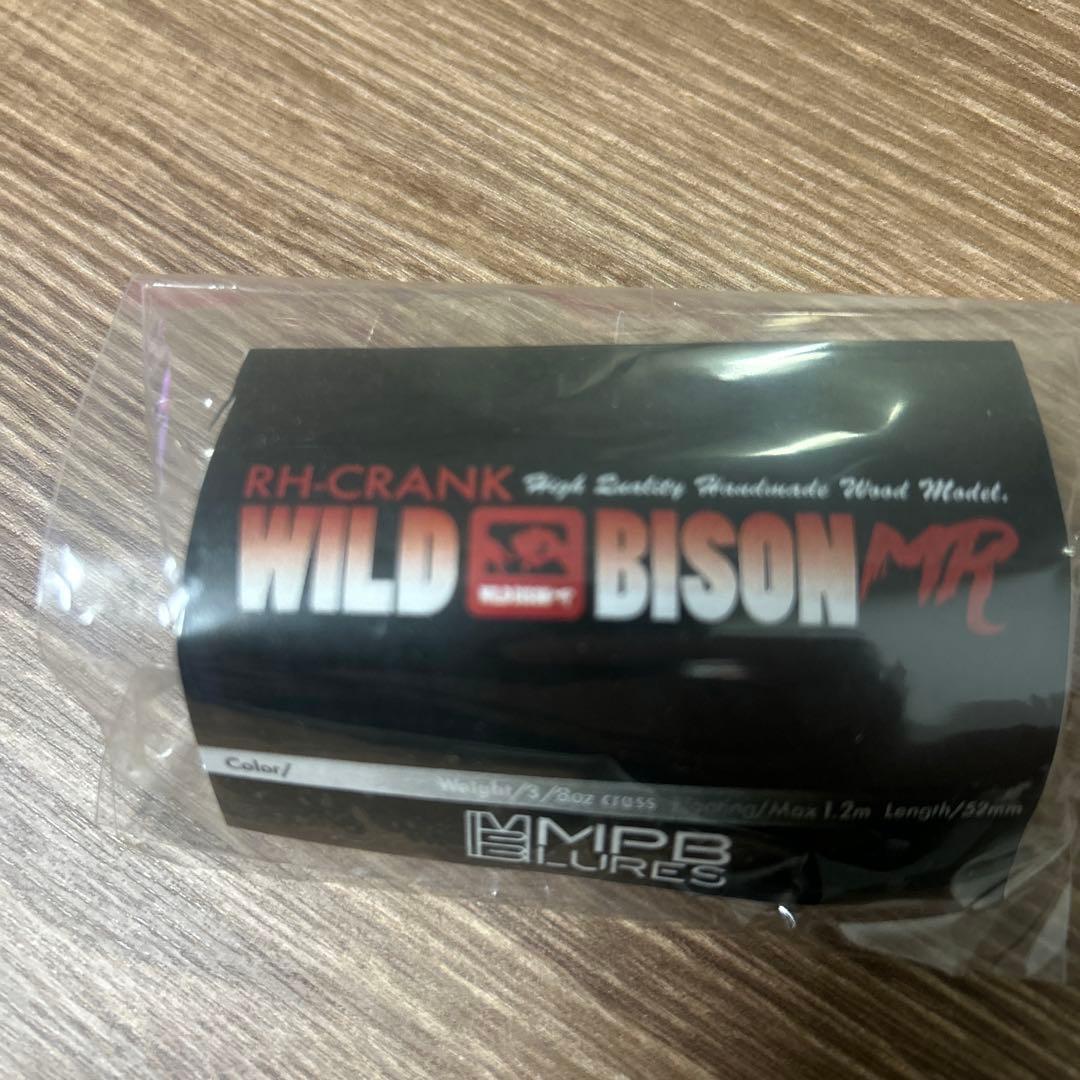 RH-CRANK High Quality Handmade Wood Model.
WILD BISON MR
Color/ Weight/3/8oz crass Floating/Max 1.2m Length/52mm
MPB
LURES